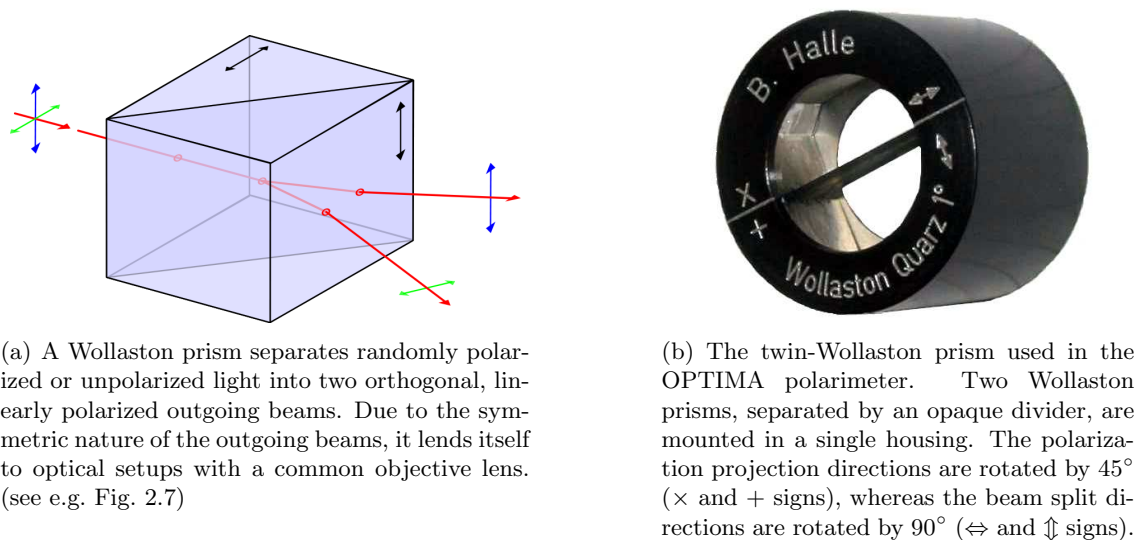 B. Halle
×
+
Wollaston Quarz 1°
(a) A Wollaston prism separates randomly polar-
ized or unpolarized light into two orthogonal, lin-
early polarized outgoing beams. Due to the sym-
metric nature of the outgoing beams, it lends itself
to optical setups with a common objective lens.
(see e.g. Fig. 2.7)
(b) The twin-Wollaston prism used in the
OPTIMA polarimeter. Two Wollaston
prisms, separated by an opaque divider, are
mounted in a single housing. The polariza-
tion projection directions are rotated by 45°
(× and + signs), whereas the beam split di-
rections are rotated by 90° (⇔ and ⇕ signs).